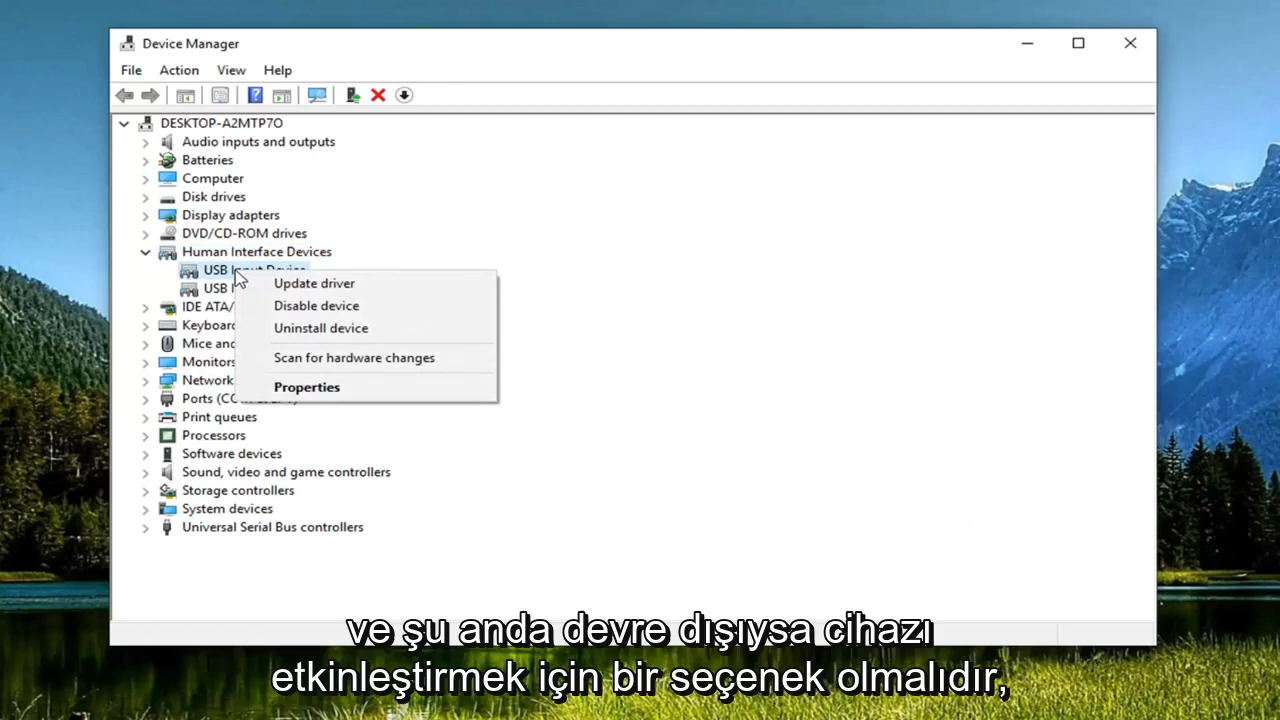 Device Manager
File Action View Help
DESKTOP-A2MTP7O
Audio inputs and outputs
Batteries
Computer
Disk drives
Display adapters
DVD/CD-ROM drives
Human Interface Devices
USB Input Device
USB
IDE ATA/
Mice and
Monitors
Network
Ports
Print queues
Processors
Software devices
Sound, video and game controllers
Storage controllers
System devices
Universal Serial Bus controllers
Update driver
Disable device
Uninstall device
Scan for hardware changes
Properties
ve şu anda devre dışıysa cihazı
etkinleştirmek için bir seçenek olmalıdır,